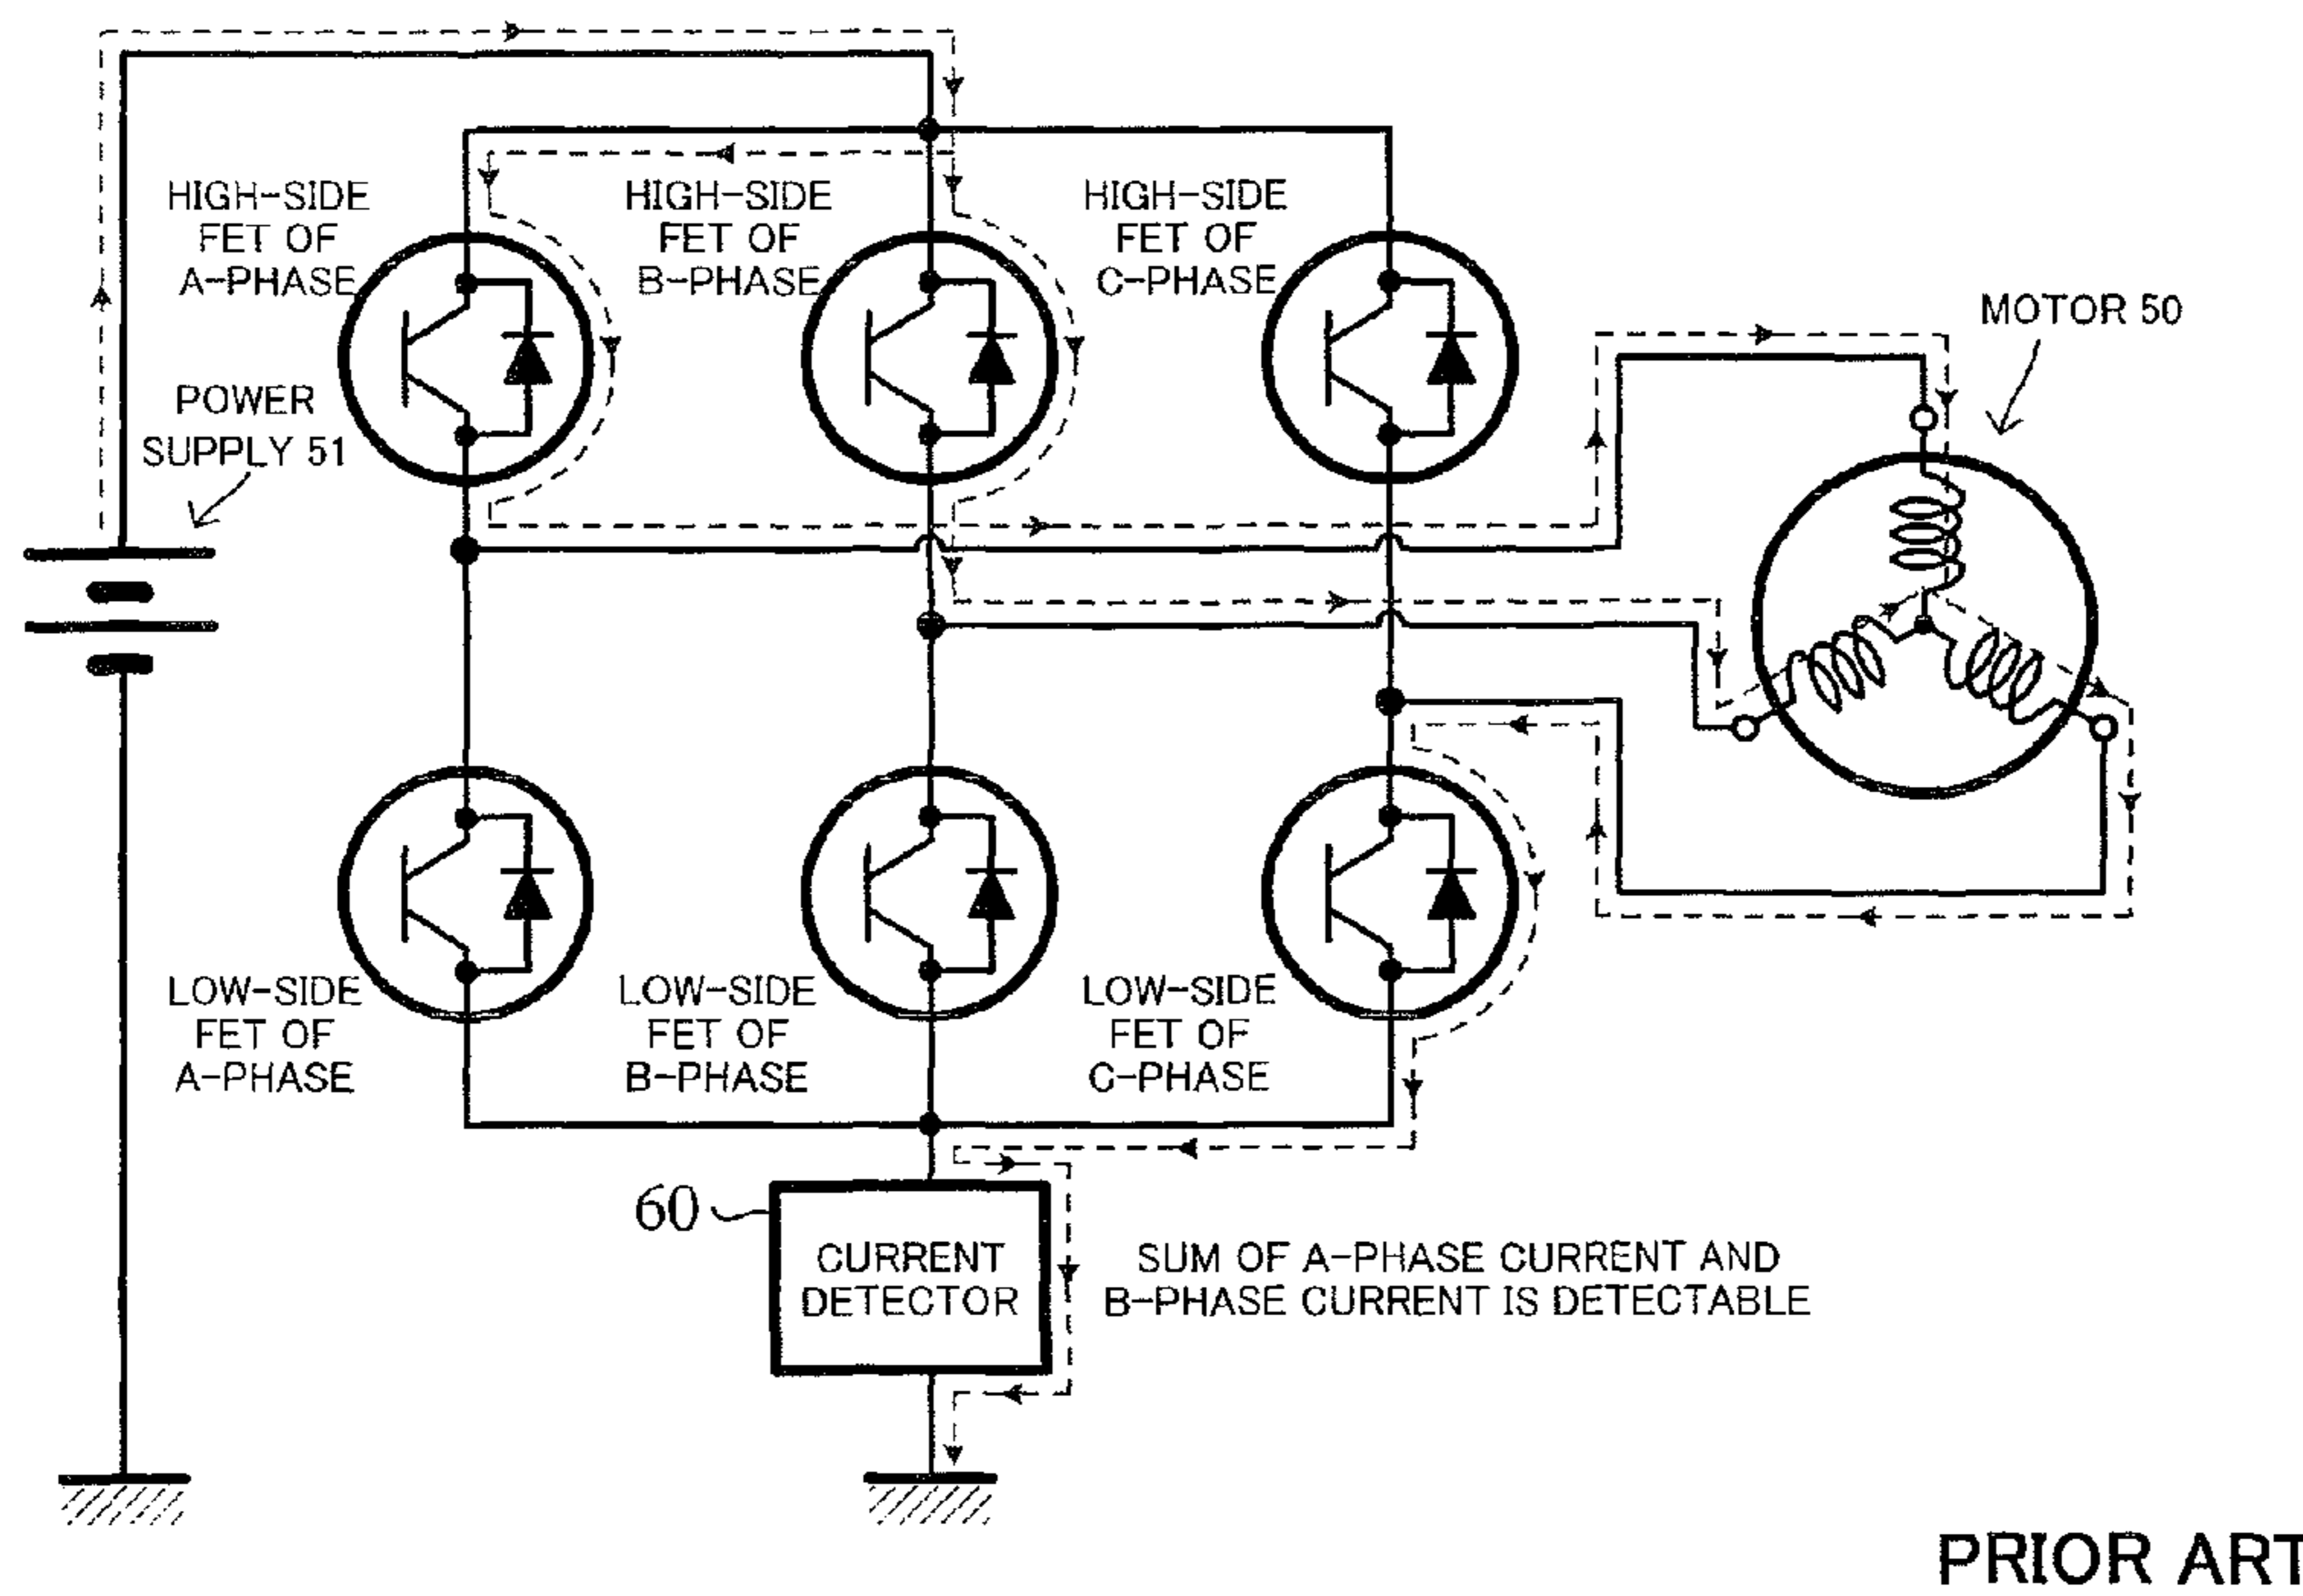 HIGH-SIDE
FET OF
A-PHASE
HIGH-SIDE
FET OF
B-PHASE
HIGH-SIDE
FET OF
C-PHASE
MOTOR 50
POWER
SUPPLY 51
LOW-SIDE
FET OF
A-PHASE
LOW-SIDE
FET OF
B-PHASE
LOW-SIDE
FET OF
C-PHASE
60
CURRENT
DETECTOR
SUM OF A-PHASE CURRENT AND
B-PHASE CURRENT IS DETECTABLE
PRIOR ART